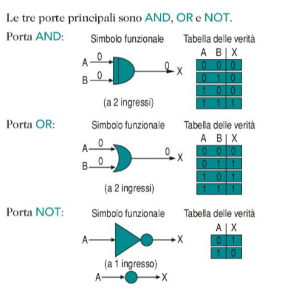 Le tre porte principali sono AND, OR e NOT.
Porta AND: Simbolo funzionale Tabella delle verità
A B X
A 0
B 0
0 X
0 0 0
0 1 0
1 0 0
1 1 1
(a 2 ingressi)
Porta OR: Simbolo funzionale Tabella delle verità
A B X
A 0
B 0
0 X
0 0 0
0 1 1
1 0 1
1 1 1
(a 2 ingressi)
Porta NOT: Simbolo funzionale Tabella delle verità
A X
A X
0 1
1 0
(a 1 ingresso)
A X